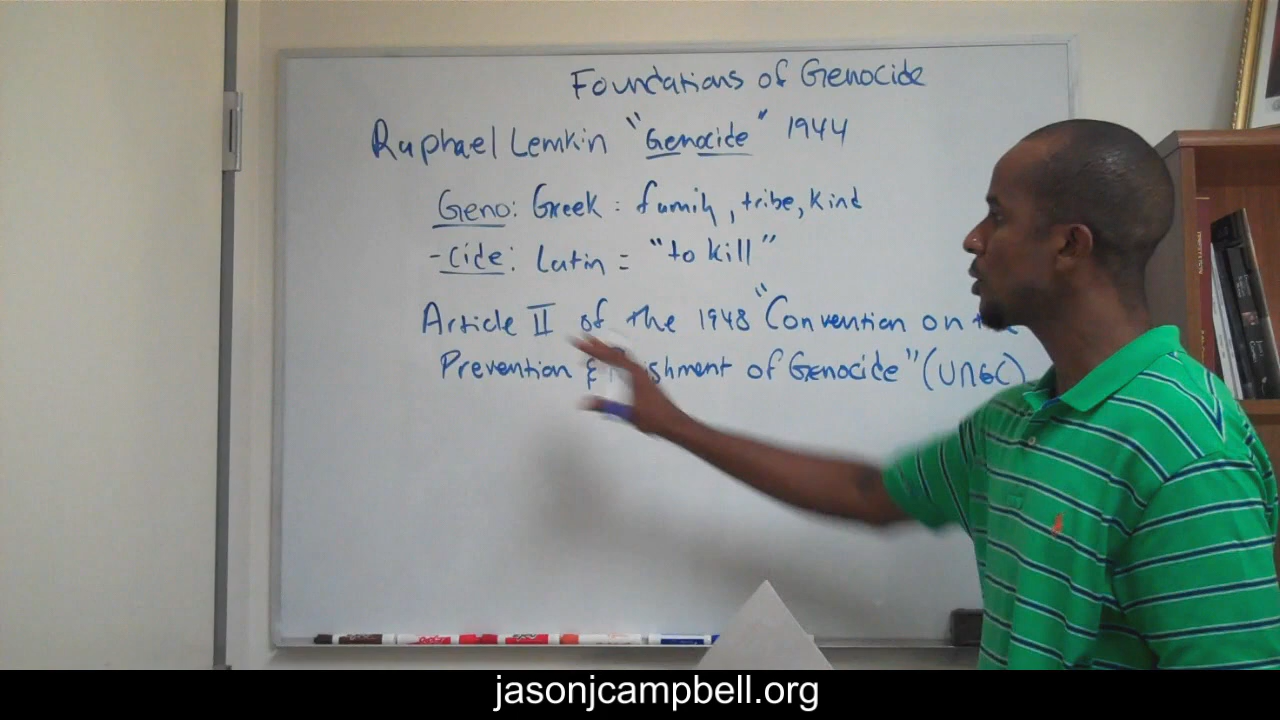 Foundations of Genocide
Raphael Lemkin "Genocide" 1944
Geno: Greek: family, tribe, kind
-cide: Latin = "to kill"
Article II of the 1948 "Convention on
Prevention & of Genocide" (UNGC)
jasonjcampbell.org